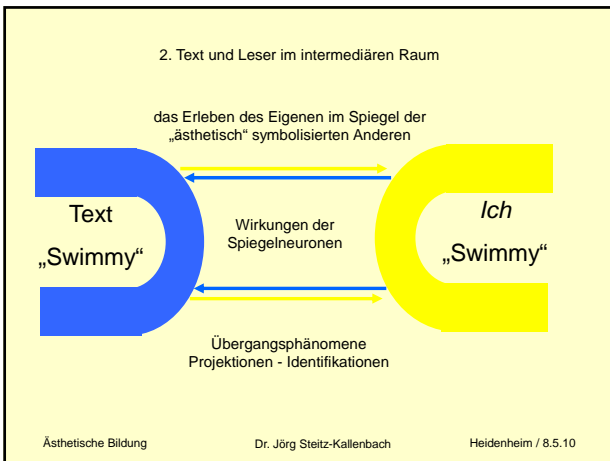 2. Text und Leser im intermediären Raum
das Erleben des Eigenen im Spiegel der
„ästhetisch“ symbolisierten Anderen
Text
„Swimmy“
Wirkungen der
Spiegelneuronen
Ich
„Swimmy“
Übergangsphänomene
Projektionen - Identifikationen
Ästhetische Bildung
Dr. Jörg Steitz-Kallenbach
Heidenheim / 8.5.10